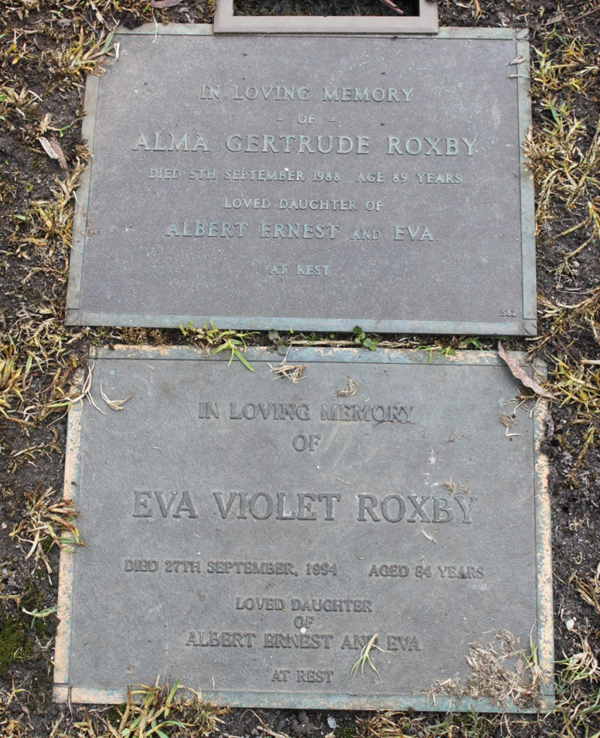 IN LOVING MEMORY
- OF -
ALMA GERTRUDE ROXBY
DIED 5TH SEPTEMBER 1988 AGE 89 YEARS
LOVED DAUGHTER OF
ALBERT ERNEST AND EVA
AT REST
IN LOVING MEMORY
OF
EVA VIOLET ROXBY
DIED 27TH SEPTEMBER, 1994 AGED 84 YEARS
LOVED DAUGHTER
OF
ALBERT ERNEST AND EVA
AT REST